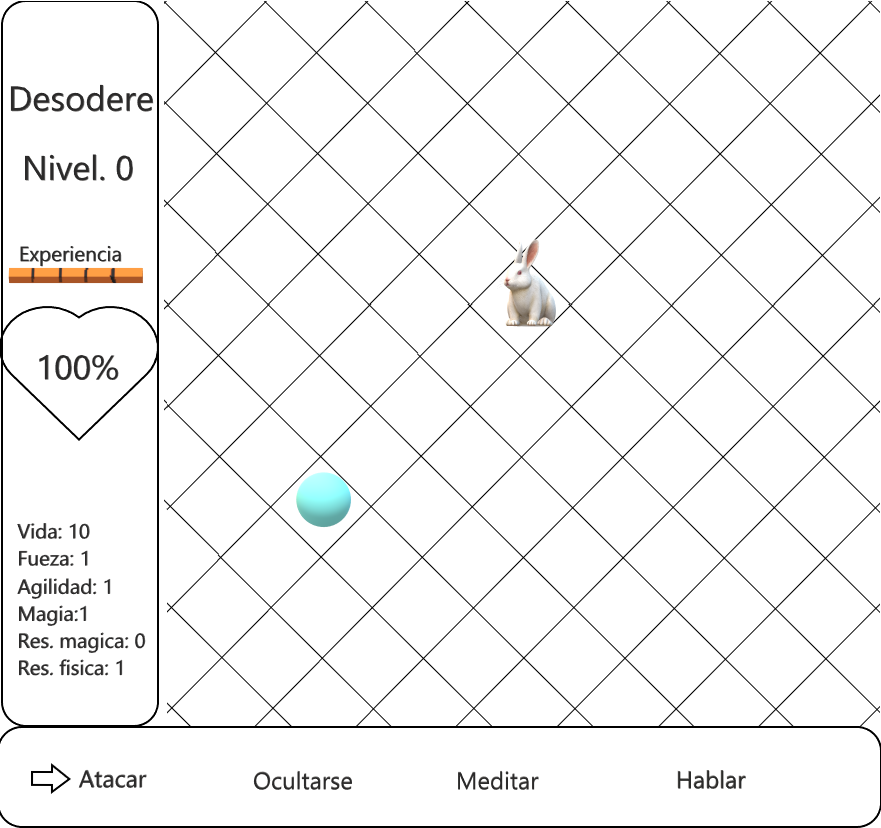 Desodere
Nivel. 0
Experiencia
100%
Vida: 10
Fueza: 1
Agilidad: 1
Magia:1
Res. magica: 0
Res. fisica: 1
Atacar Ocultarse Meditar Hablar